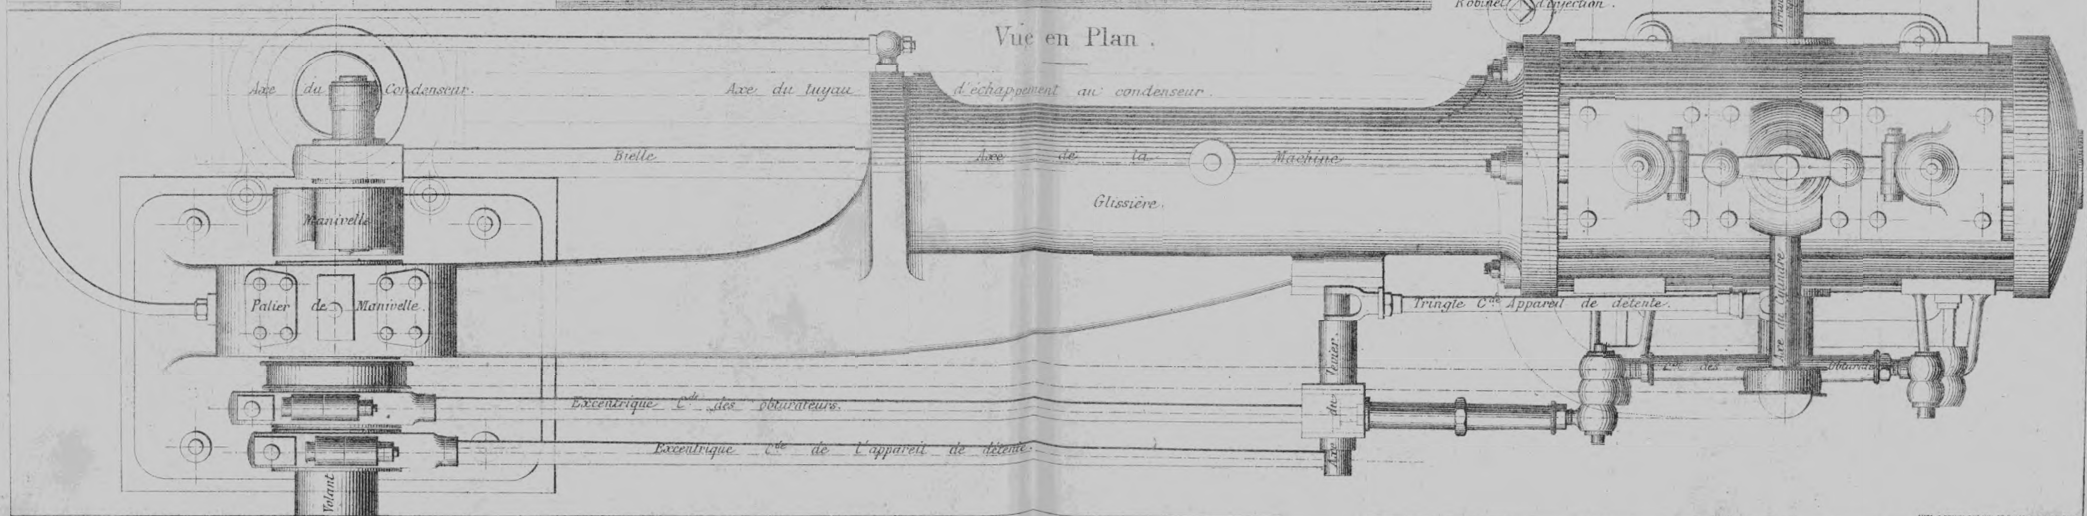 Robinet d'injection.
Vue en Plan.
Axe du Condenseur.
Axe du tuyau d'échappement au condenseur.
Bielle
Axe de la Machine
Glissière.
Manivelle
Palier de Manivelle.
Tringle Cde Appareil de détente.
Axe du Cylindre
Axe du levier.
Cde des Obturateurs
Excentrique Cde des obturateurs.
Excentrique Cde de l'appareil de détente.
Volant